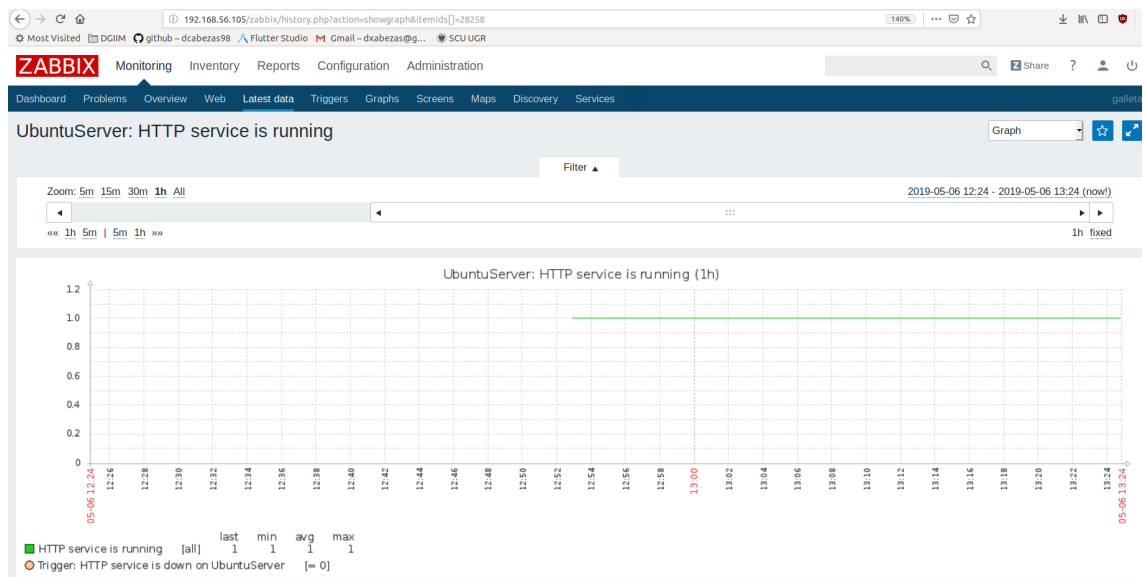 192.168.56.105/zabbix/history.php?action=showgraph&itemids[]=28258
140%
Most Visited DGIIM github ~ dcabezas98 Flutter Studio Gmail ~ dxabezas@g... SCU UGR
ZABBIX Monitoring Inventory Reports Configuration Administration Z Share ?
Dashboard Problems Overview Web Latest data Triggers Graphs Screens Maps Discovery Services galleta
UbuntuServer: HTTP service is running Graph
Filter ▲
Zoom: 5m 15m 30m 1h All 2019-05-06 12:24 - 2019-05-06 13:24 (now!)
«« 1h 5m | 5m 1h »» 1h fixed
UbuntuServer: HTTP service is running (1h)
1.2
1.0
0.8
0.6
0.4
0.2
0
05-06 12:24 12:26 12:28 12:30 12:32 12:34 12:36 12:38 12:40 12:42 12:44 12:46 12:48 12:50 12:52 12:54 12:56 12:58 13:00 13:02 13:04 13:06 13:08 13:10 13:12 13:14 13:16 13:18 13:20 13:22 13:24 05-06 13:24
last min avg max
HTTP service is running [all] 1 1 1 1
Trigger: HTTP service is down on UbuntuServer [= 0]